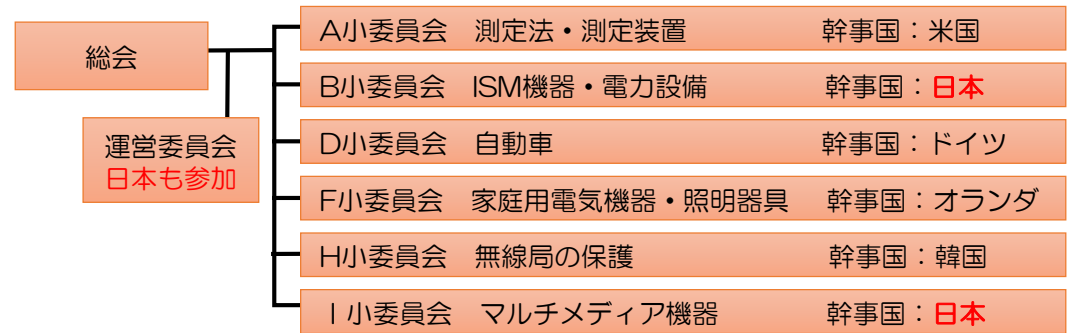 総会
運営委員会
日本も参加
A小委員会 測定法・測定装置 幹事国：米国
B小委員会 ISM機器・電力設備 幹事国：日本
D小委員会 自動車 幹事国：ドイツ
F小委員会 家庭用電気機器・照明器具 幹事国：オランダ
H小委員会 無線局の保護 幹事国：韓国
I小委員会 マルチメディア機器 幹事国：日本